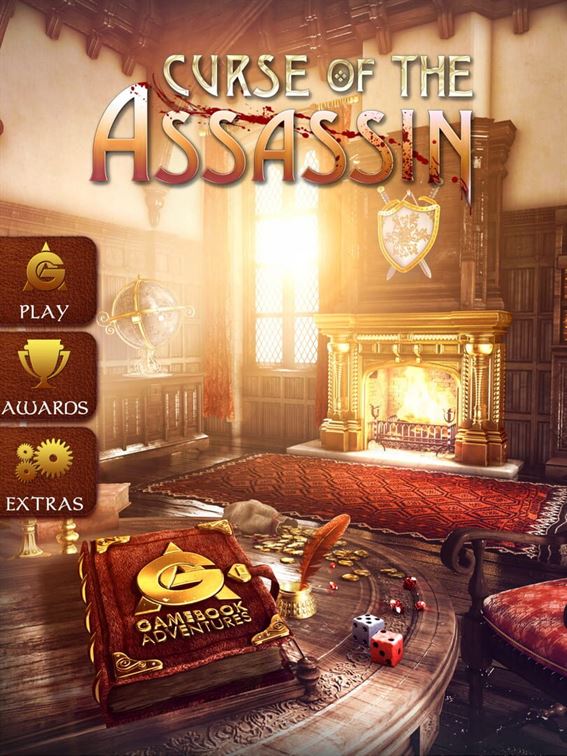 CURSE OF THE
ASSASSIN
PLAY
AWARDS
EXTRAS
G
GAMEBOOK
ADVENTURES